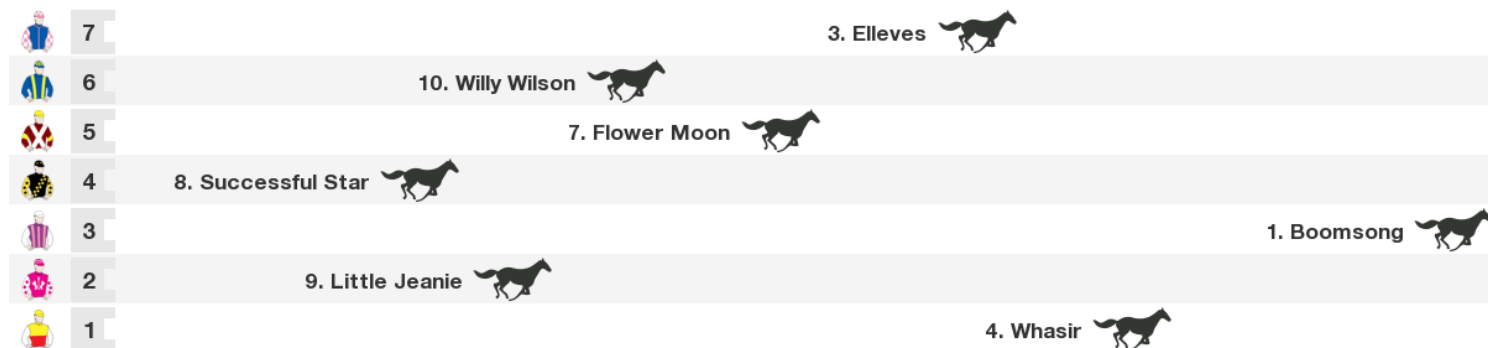 7 3. Elleves
6 10. Willy Wilson
5 7. Flower Moon
4 8. Successful Star
3 1. Boomsong
2 9. Little Jeanie
1 4. Whasir